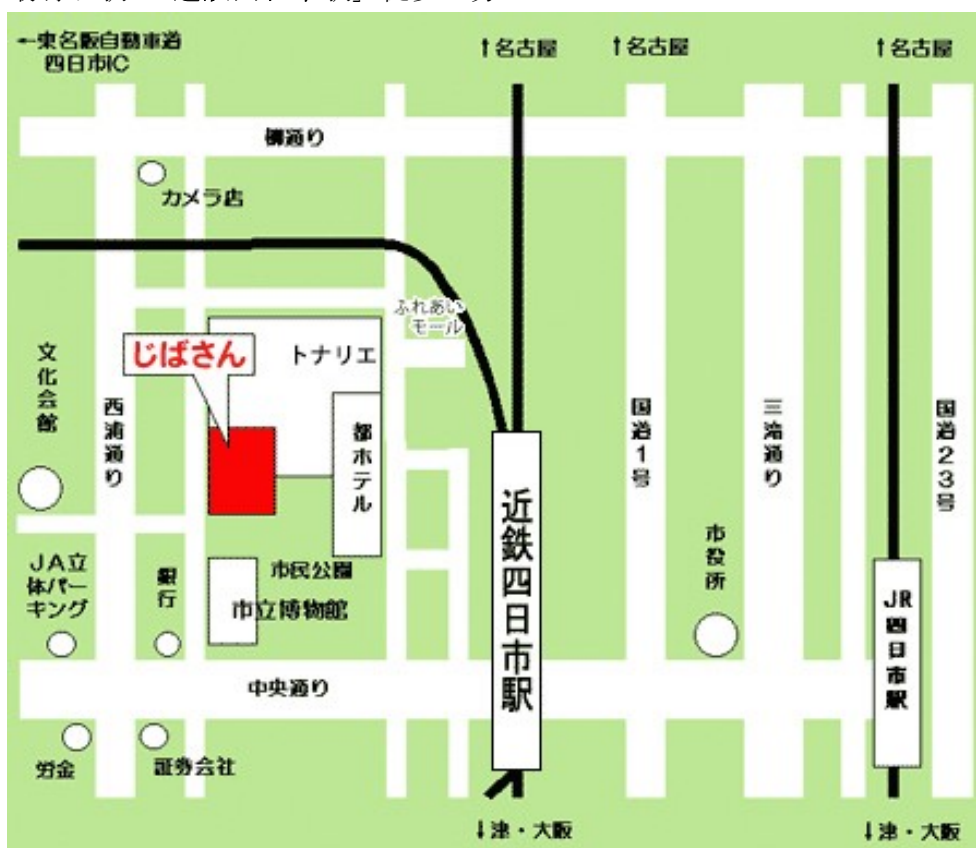 ←東名阪自動車道
四日市IC
↑名古屋
↑名古屋
↑名古屋
柳通り
カメラ店
ふれあい
モール
じばさん
トナリエ
文化会館
西浦通り
都ホテル
近鉄四日市駅
国道1号
三滝通り
国道23号
市役所
JR四日市駅
JA立
体パー
キング
銀行
市民公園
市立博物館
中央通り
労金
証券会社
↓津・大阪
↓津・大阪